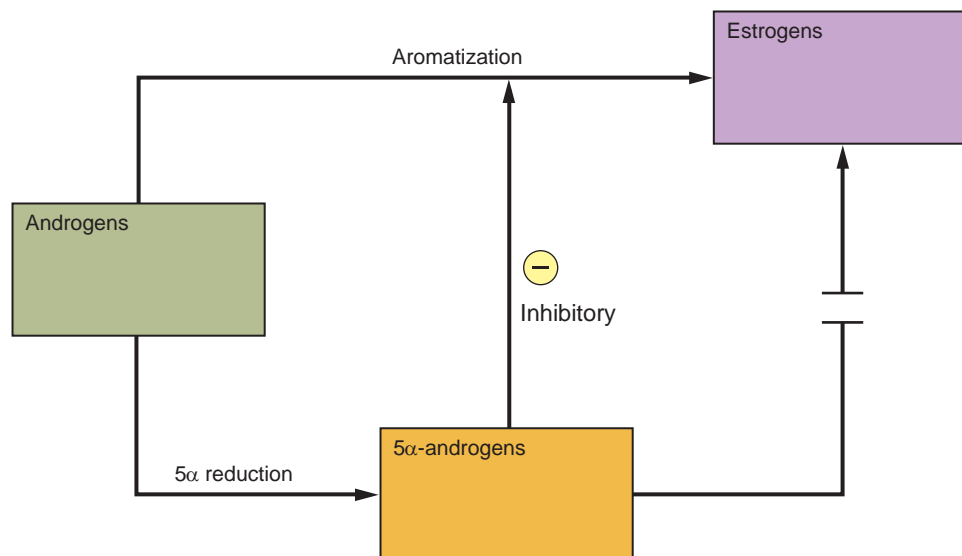 Estrogens
Aromatization
Androgens
−
Inhibitory
5α-androgens
5α reduction